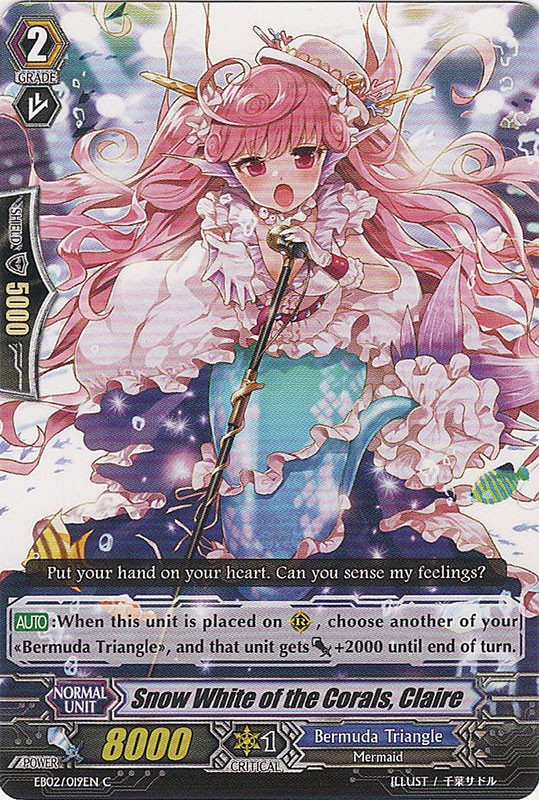 2
GRADE
SHIELD
5000
Put your hand on your heart. Can you sense my feelings?
AUTO :When this unit is placed on R , choose another of your
«Bermuda Triangle», and that unit gets +2000 until end of turn.
NORMAL
UNIT
Snow White of the Corals, Claire
POWER
8000
1
CRITICAL
Bermuda Triangle
Mermaid
EB02/019EN C
ILLUST / 千菜サドル